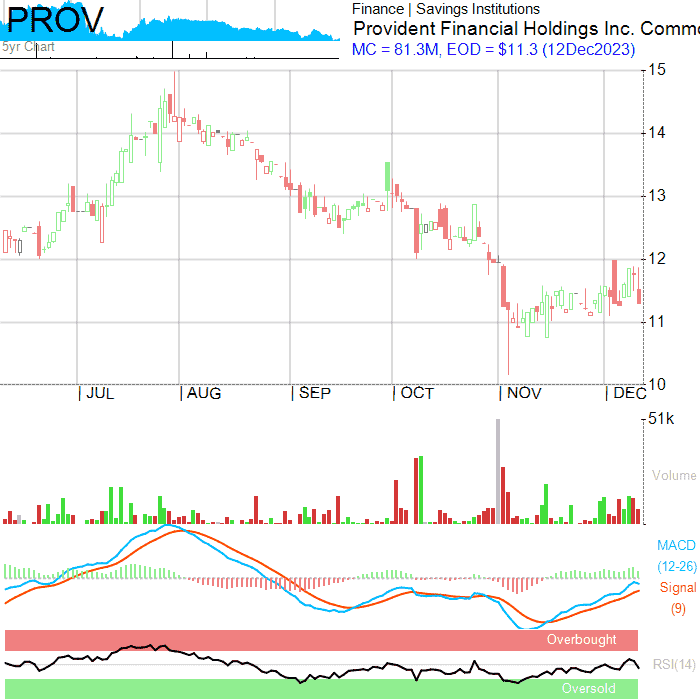 PROV
5yr Chart
Finance | Savings Institutions
Provident Financial Holdings Inc. Commo
MC = 81.3M, EOD = $11.3 (12Dec2023)
15
14
13
12
11
10
JUL
AUG
SEP
OCT
NOV
DEC
51k
Volume
MACD
(12-26)
Signal
(9)
Overbought
RSI(14)
Oversold